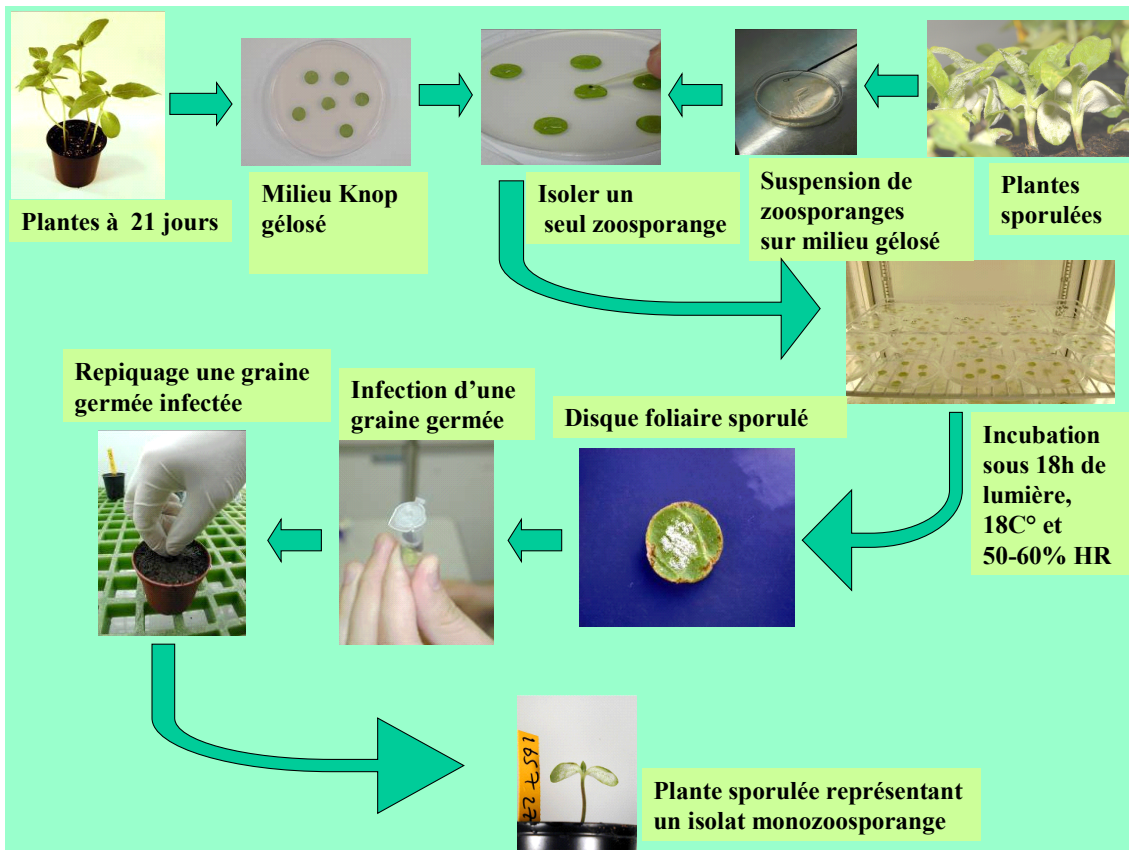 Plantes à 21 jours
Milieu Knop
gélosé
Isoler un
seul zoosporange
Suspension de
zoosporanges
sur milieu gélosé
Plantes
sporulées
Repiquage une graine
germée infectée
Infection d'une
graine germée
Disque foliaire sporulé
Incubation
sous 18h de
lumière,
18C° et
50-60% HR
Plante sporulée représentant
un isolat monozoosporange